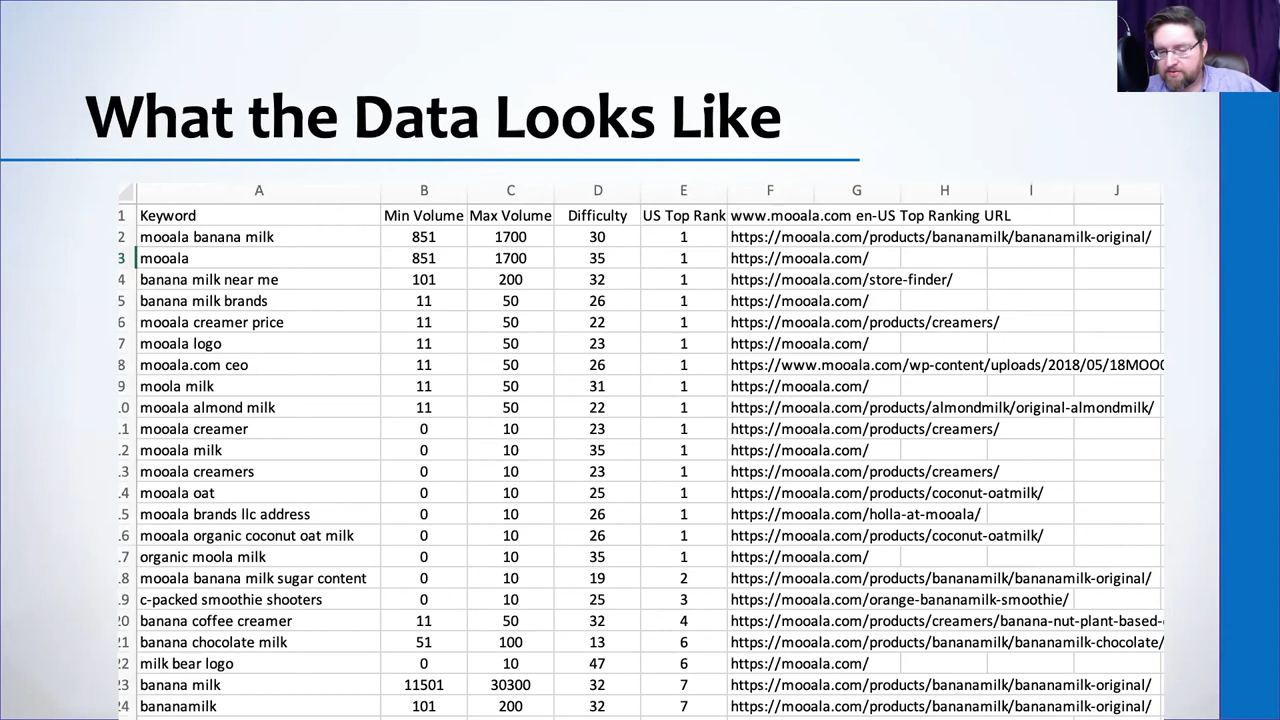 What the Data Looks Like
A B C D E F G H I J
1 Keyword Min Volume Max Volume Difficulty US Top Rank www.mooala.com en-US Top Ranking URL
2 mooala banana milk 851 1700 30 1 https://mooala.com/products/bananamilk/bananamilk-original/
3 mooala 851 1700 35 1 https://mooala.com/
4 banana milk near me 101 200 32 1 https://mooala.com/store-finder/
5 banana milk brands 11 50 26 1 https://mooala.com/
6 mooala creamer price 11 50 22 1 https://mooala.com/products/creamers/
7 mooala logo 11 50 23 1 https://mooala.com/
8 mooala.com ceo 11 50 26 1 https://www.mooala.com/wp-content/uploads/2018/05/18MOO
9 moola milk 11 50 31 1 https://mooala.com/
.0 mooala almond milk 11 50 22 1 https://mooala.com/products/almondmilk/original-almondmilk/
.1 mooala creamer 0 10 23 1 https://mooala.com/products/creamers/
.2 mooala milk 0 10 35 1 https://mooala.com/
.3 mooala creamers 0 10 23 1 https://mooala.com/products/creamers/
.4 mooala oat 0 10 25 1 https://mooala.com/products/coconut-oatmilk/
.5 mooala brands llc address 0 10 26 1 https://mooala.com/holla-at-mooala/
.6 mooala organic coconut oat milk 0 10 26 1 https://mooala.com/products/coconut-oatmilk/
.7 organic moola milk 0 10 35 1 https://mooala.com/
.8 mooala banana milk sugar content 0 10 19 2 https://mooala.com/products/bananamilk/bananamilk-original/
.9 c-packed smoothie shooters 0 10 25 3 https://mooala.com/orange-bananamilk-smoothie/
20 banana coffee creamer 11 50 32 4 https://mooala.com/products/creamers/banana-nut-plant-based-
21 banana chocolate milk 51 100 13 6 https://mooala.com/products/bananamilk/bananamilk-chocolate/
22 milk bear logo 0 10 47 6 https://mooala.com/
23 banana milk 11501 30300 32 7 https://mooala.com/products/bananamilk/bananamilk-original/
24 bananamilk 101 200 32 7 https://mooala.com/products/bananamilk/bananamilk-original/